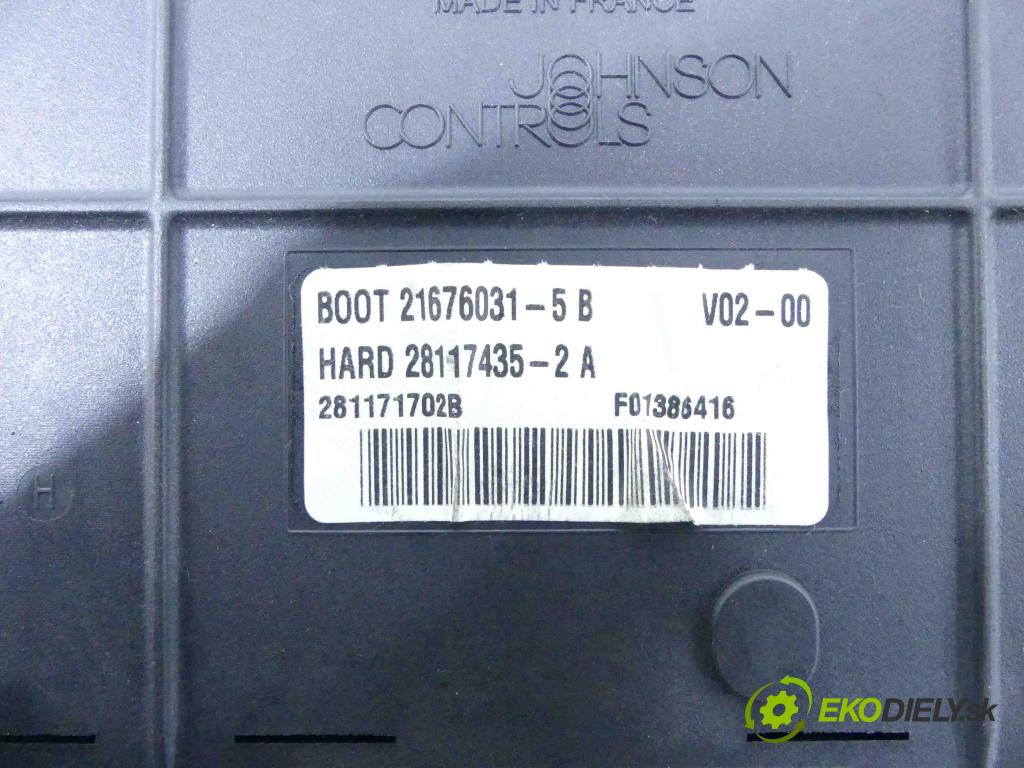 MADE IN FRANCE
JOHNSON
CONTROLS
BOOT 21676031-5 B V02-00
HARD 28117435-2 A
281171702B F01386416
H
EKODIELY.sk